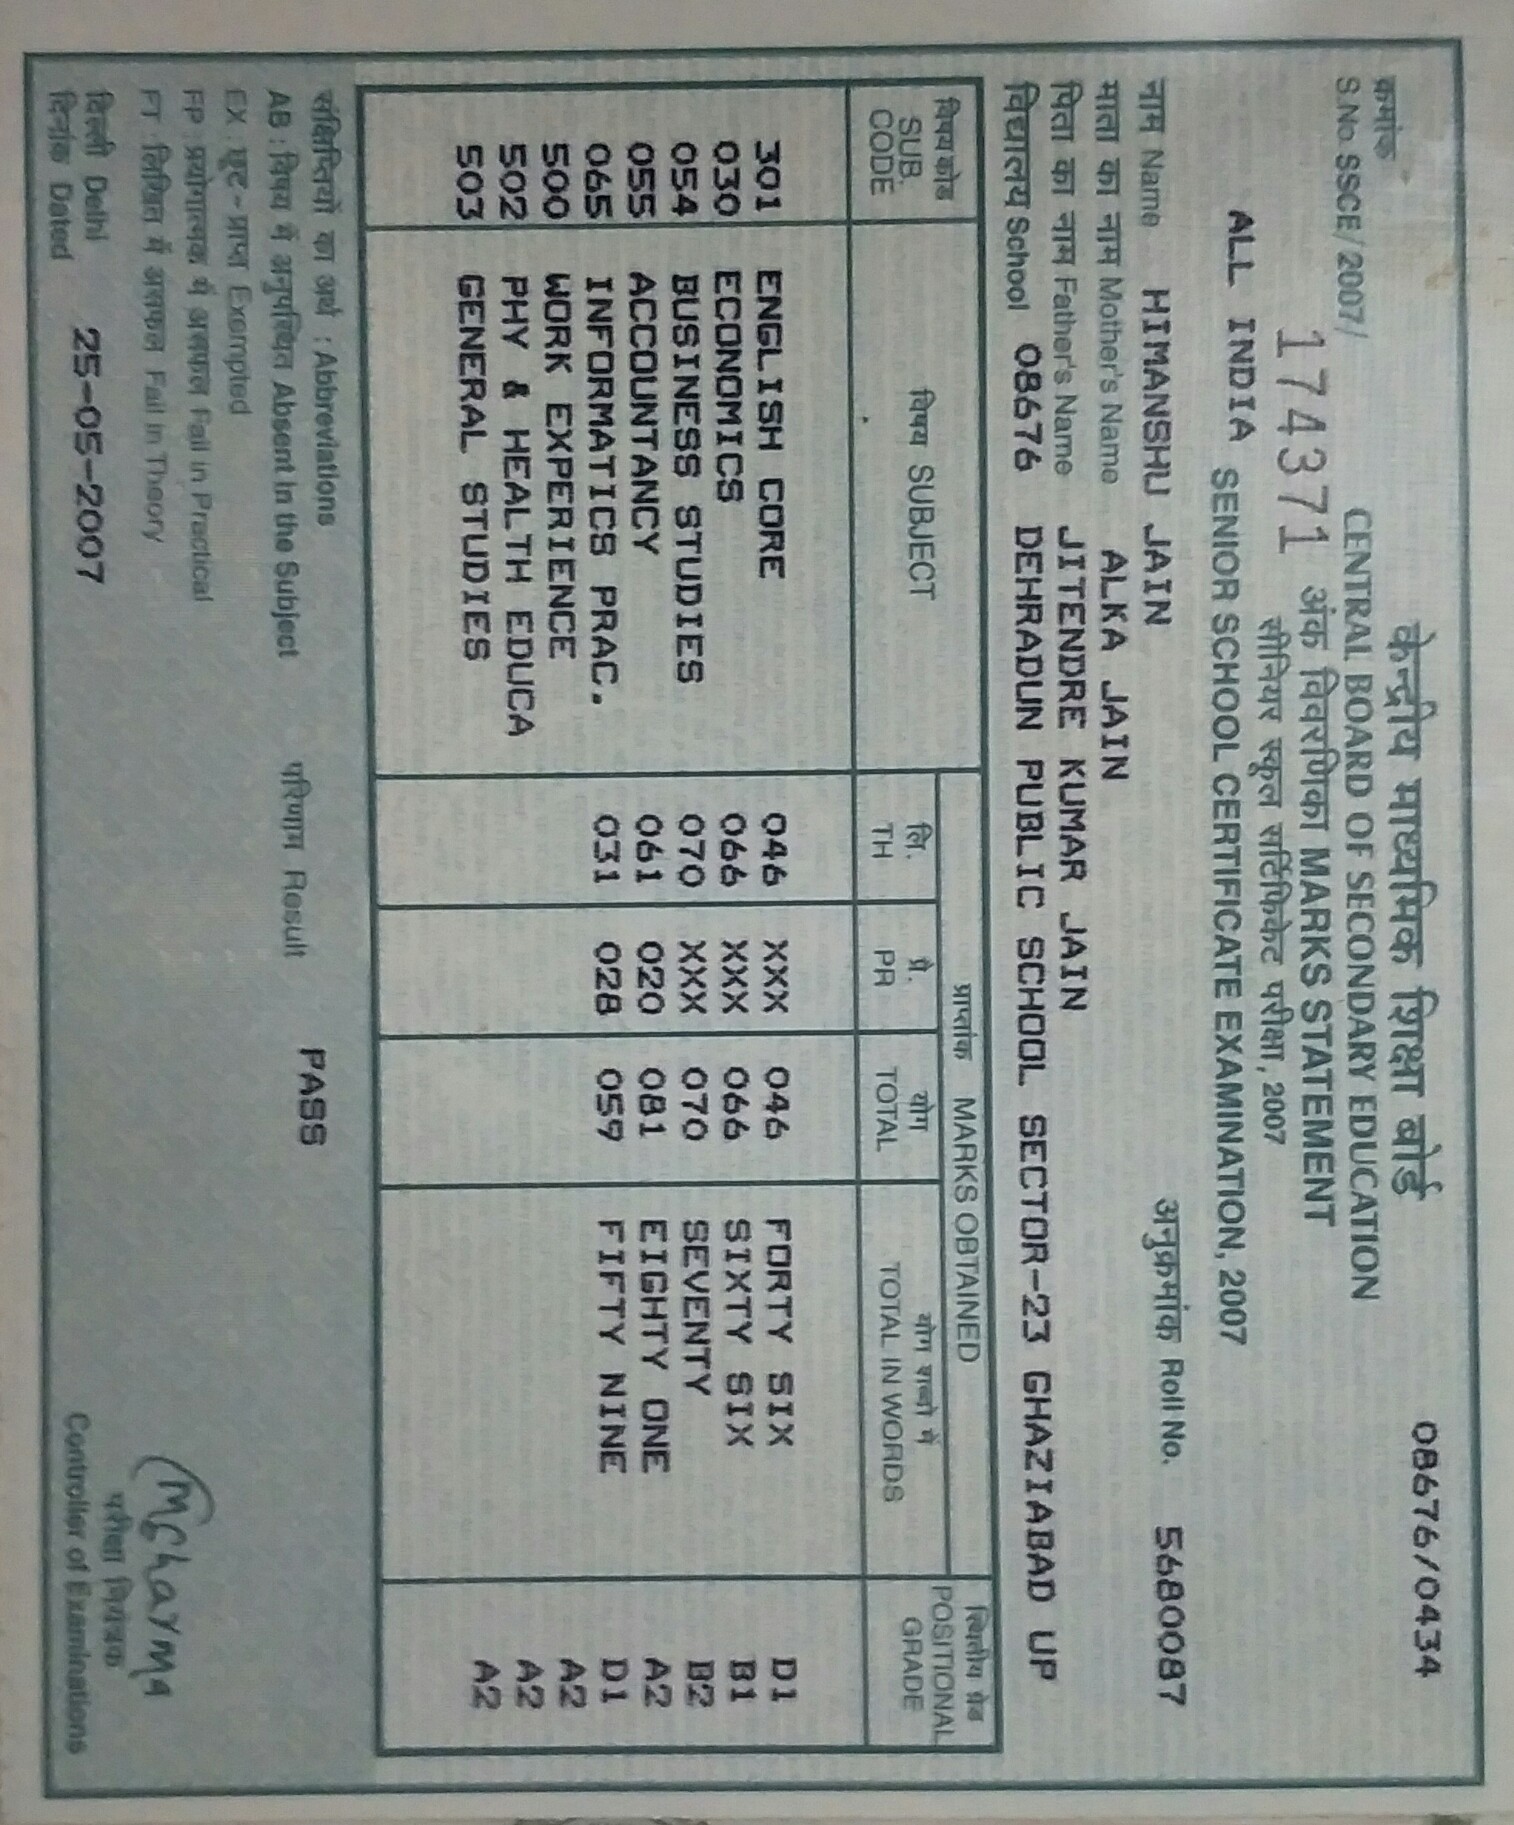 08676/0434
केन्द्रीय माध्यमिक शिक्षा बोर्ड
क्रमांक
CENTRAL BOARD OF SECONDARY EDUCATION
S.No. SSCE/2007/
174371 अंक विवरणिका MARKS STATEMENT
सीनियर स्कूल सर्टिफिकेट परीक्षा, 2007
ALL INDIA SENIOR SCHOOL CERTIFICATE EXAMINATION, 2007
नाम Name HIMANSHU JAIN अनुक्रमांक Roll No. 5680087
माता का नाम Mother's Name ALKA JAIN
पिता का नाम Father's Name JITENDRE KUMAR JAIN
विद्यालय School 08676 DEHRADUN PUBLIC SCHOOL SECTOR-23 GHAZIABAD UP
विषय कोड SUB. CODE विषय SUBJECT प्राप्तांक MARKS OBTAINED स्थितीय ग्रेड POSITIONAL GRADE
लि. TH प्रे. PR योग TOTAL योग शब्दों में TOTAL IN WORDS
301 ENGLISH CORE 046 XXX 046 FORTY SIX D1
030 ECONOMICS 066 XXX 066 SIXTY SIX B1
054 BUSINESS STUDIES 070 XXX 070 SEVENTY B2
055 ACCOUNTANCY 061 020 081 EIGHTY ONE A2
065 INFORMATICS PRAC. 031 028 059 FIFTY NINE D1
500 WORK EXPERIENCE A2
502 PHY & HEALTH EDUCA A2
503 GENERAL STUDIES A2
संक्षिप्तियों का अर्थ : Abbreviations
AB : विषय में अनुपस्थित Absent in the Subject परिणाम Result PASS
EX : छूट - प्राप्त Exempted
FP : प्रयोगात्मक में असफल Fail in Practical
FT : लिखित में असफल Fail in Theory
MCharma
दिल्ली Delhi
परीक्षा नियंत्रक
दिनांक Dated 25-05-2007 Controller of Examinations